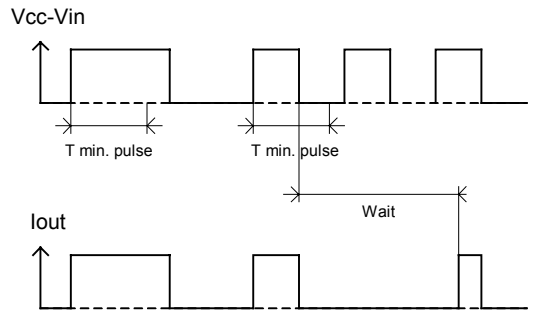 Vcc-Vin
T min. pulse
T min. pulse
Wait
Iout